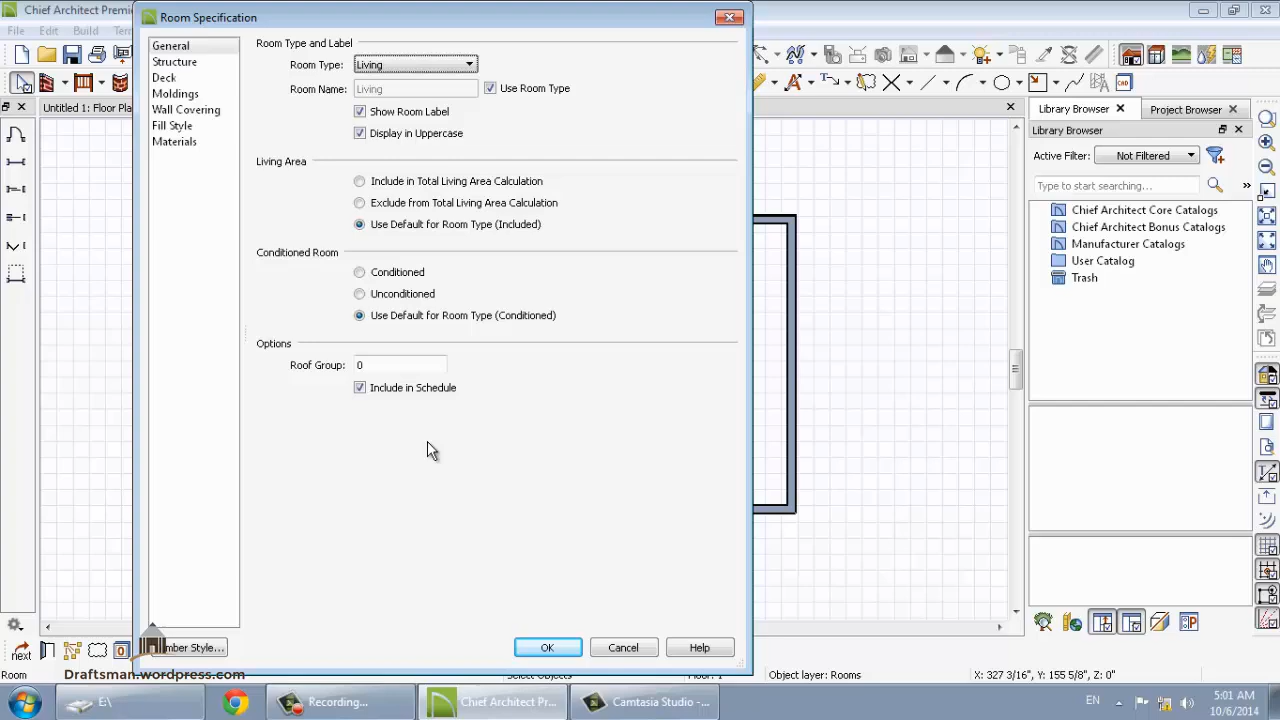 Chief Architect Premi
Room Specification
File Edit Build Ter
General
Structure
Deck
Moldings
Wall Covering
Fill Style
Materials
Room Type and Label
Room Type: Living
Room Name: Living Use Room Type
Show Room Label
Display in Uppercase
Living Area
Include in Total Living Area Calculation
Exclude from Total Living Area Calculation
Use Default for Room Type (Included)
Conditioned Room
Conditioned
Unconditioned
Use Default for Room Type (Conditioned)
Options
Roof Group: 0
Include in Schedule
mber Style...
OK Cancel Help
Untitled 1: Floor Pla
Library Browser Project Browser
Library Browser
Active Filter: Not Filtered
Type to start searching... »
Chief Architect Core Catalogs
Chief Architect Bonus Catalogs
Manufacturer Catalogs
User Catalog
Trash
CAD
next
Draftsman.wordpress.com
Room Select Objects Floor: 1 Object layer: Rooms X: 327 3/16", Y: 155 5/8", Z: 0"
E:\ Recording... Chief Architect Pr... Camtasia Studio -...
EN 5:01 AM
10/6/2014